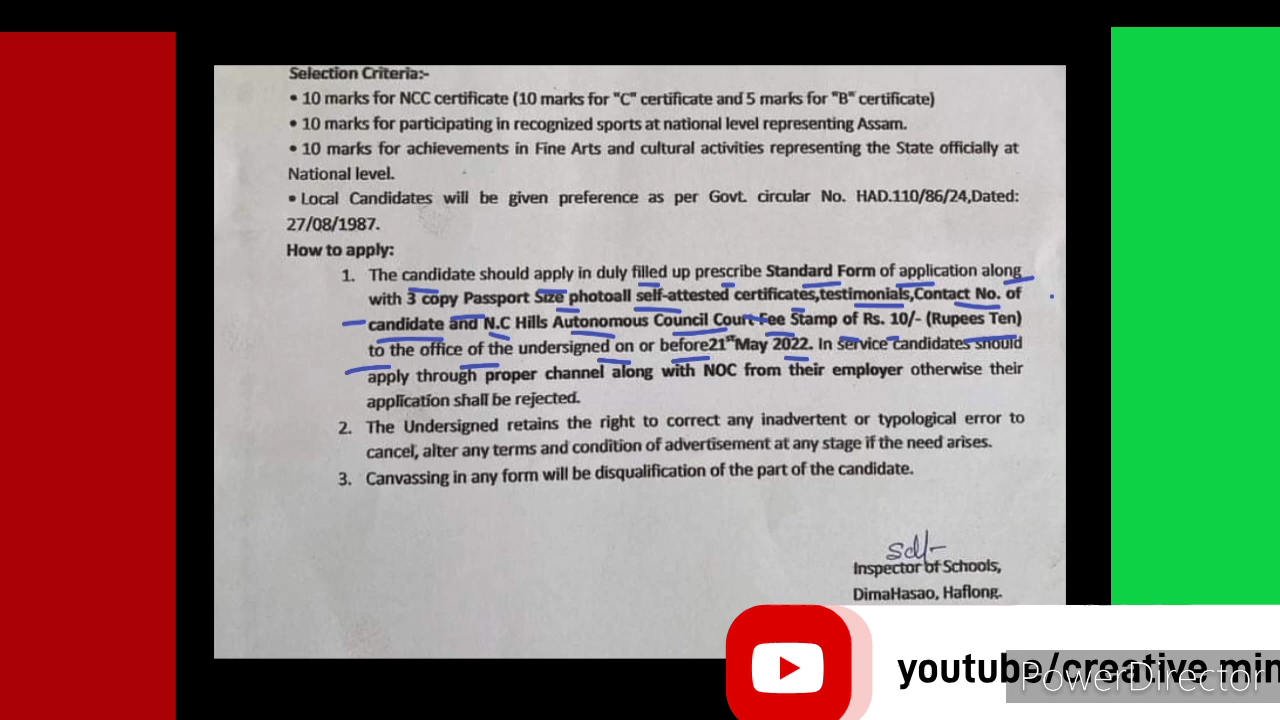 Selection Criteria:-
• 10 marks for NCC certificate (10 marks for "C" certificate and 5 marks for "B" certificate)
• 10 marks for participating in recognized sports at national level representing Assam.
• 10 marks for achievements in Fine Arts and cultural activities representing the State officially at
National level.
• Local Candidates will be given preference as per Govt. circular No. HAD.110/86/24,Dated:
27/08/1987.
How to apply:
1. The candidate should apply in duly filled up prescribe Standard Form of application along
with 3 copy Passport Size photoall self-attested certificates,testimonials,Contact No. of
candidate and N.C Hills Autonomous Council Court Fee Stamp of Rs. 10/- (Rupees Ten)
to the office of the undersigned on or before21st May 2022. In service candidates should
apply through proper channel along with NOC from their employer otherwise their
application shall be rejected.
2. The Undersigned retains the right to correct any inadvertent or typological error to
cancel, alter any terms and condition of advertisement at any stage if the need arises.
3. Canvassing in any form will be disqualification of the part of the candidate.
Sd/-
Inspector of Schools,
DimaHasao, Haflong.
youtube/creative min
PowerDirector